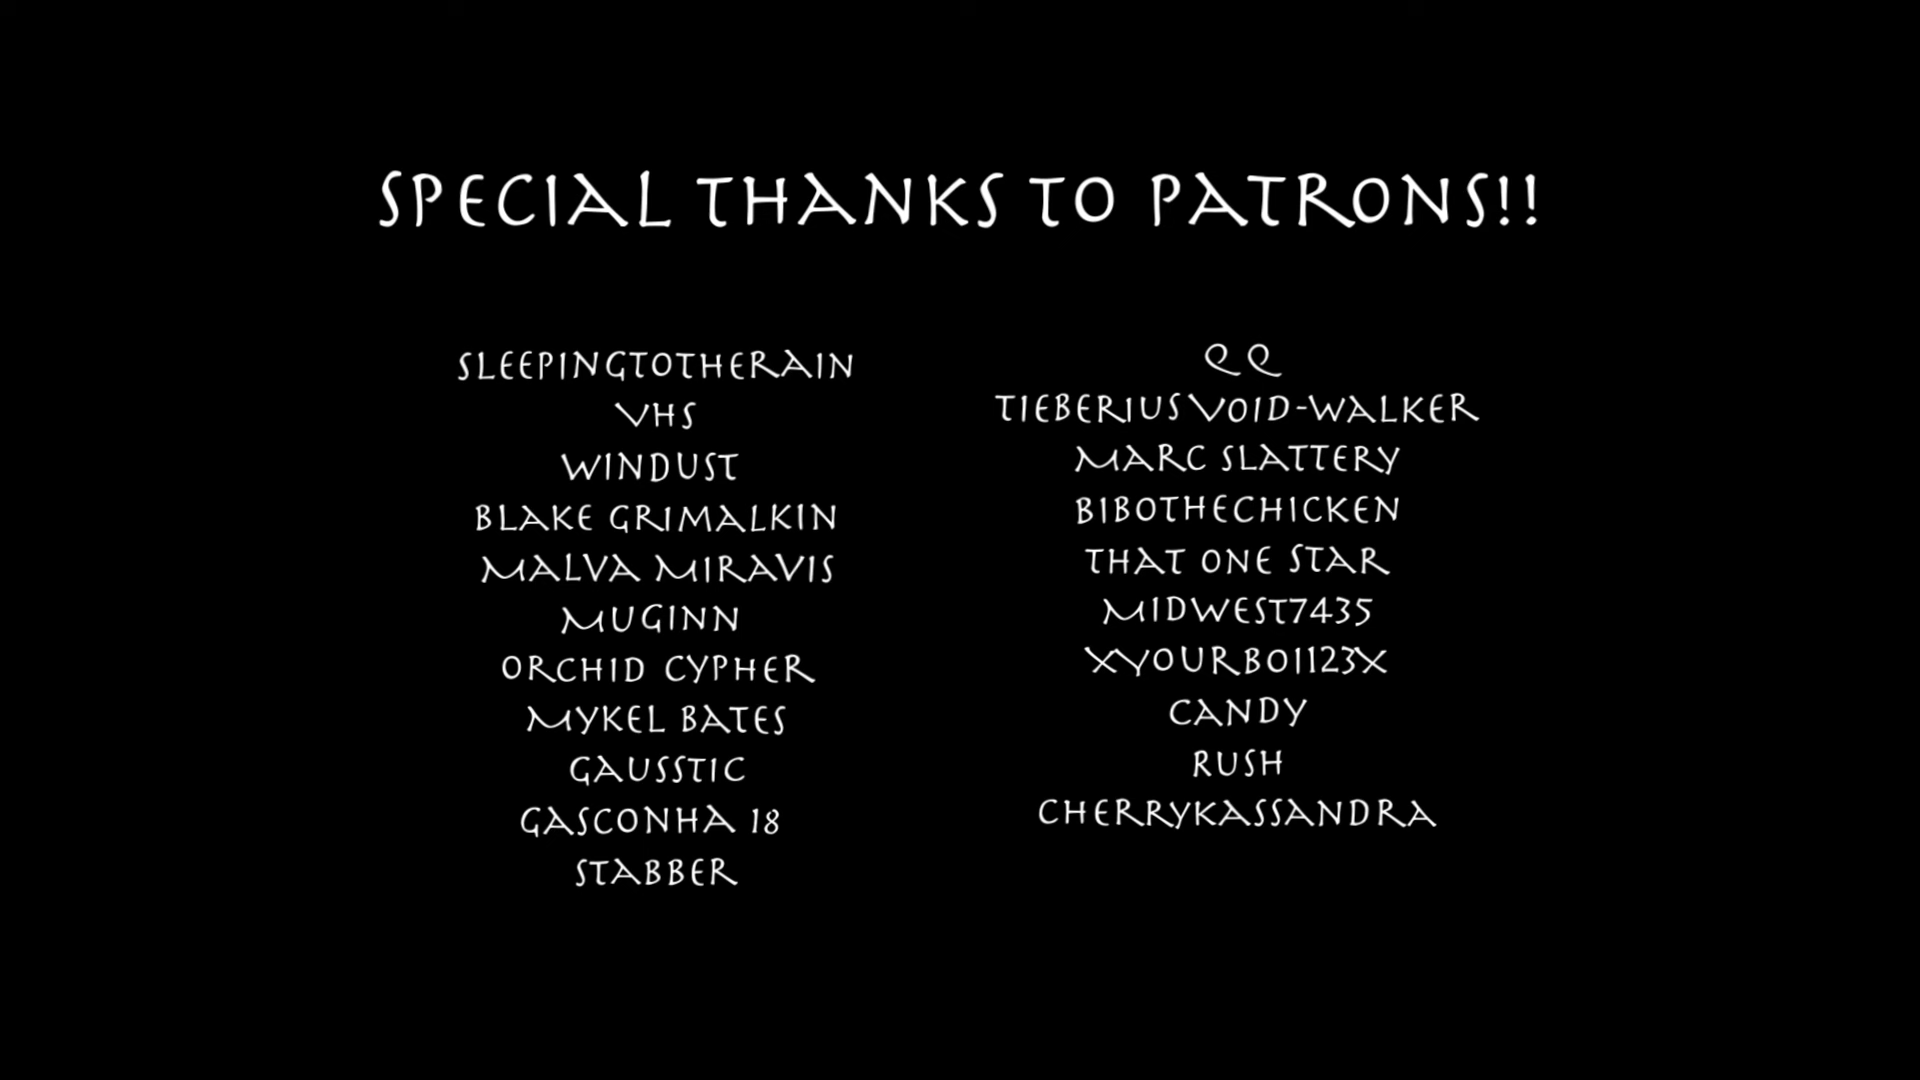 SPECIAL THANKS TO PATRONS!!
SLEEPINGTOTHERAIN
VHS
WINDUST
BLAKE GRIMALKIN
MALVA MIRAVIS
MUGINN
ORCHID CYPHER
MYKEL BATES
GAUSSTIC
GASCONHA 18
STABBER
QQ
TIEBERIUS VOID-WALKER
MARC SLATTERY
BIBOTHECHICKEN
THAT ONE STAR
MIDWEST7435
XYOURBOI123X
CANDY
RUSH
CHERRYKASSANDRA